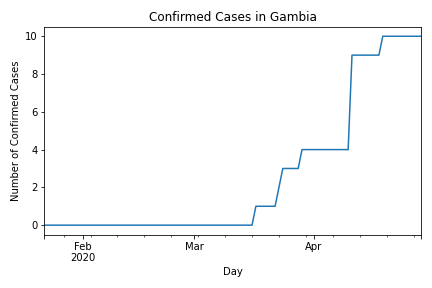 Confirmed Cases in Gambia
10
8
6
4
2
0
Number of Confirmed Cases
Feb
2020
Mar
Apr
Day